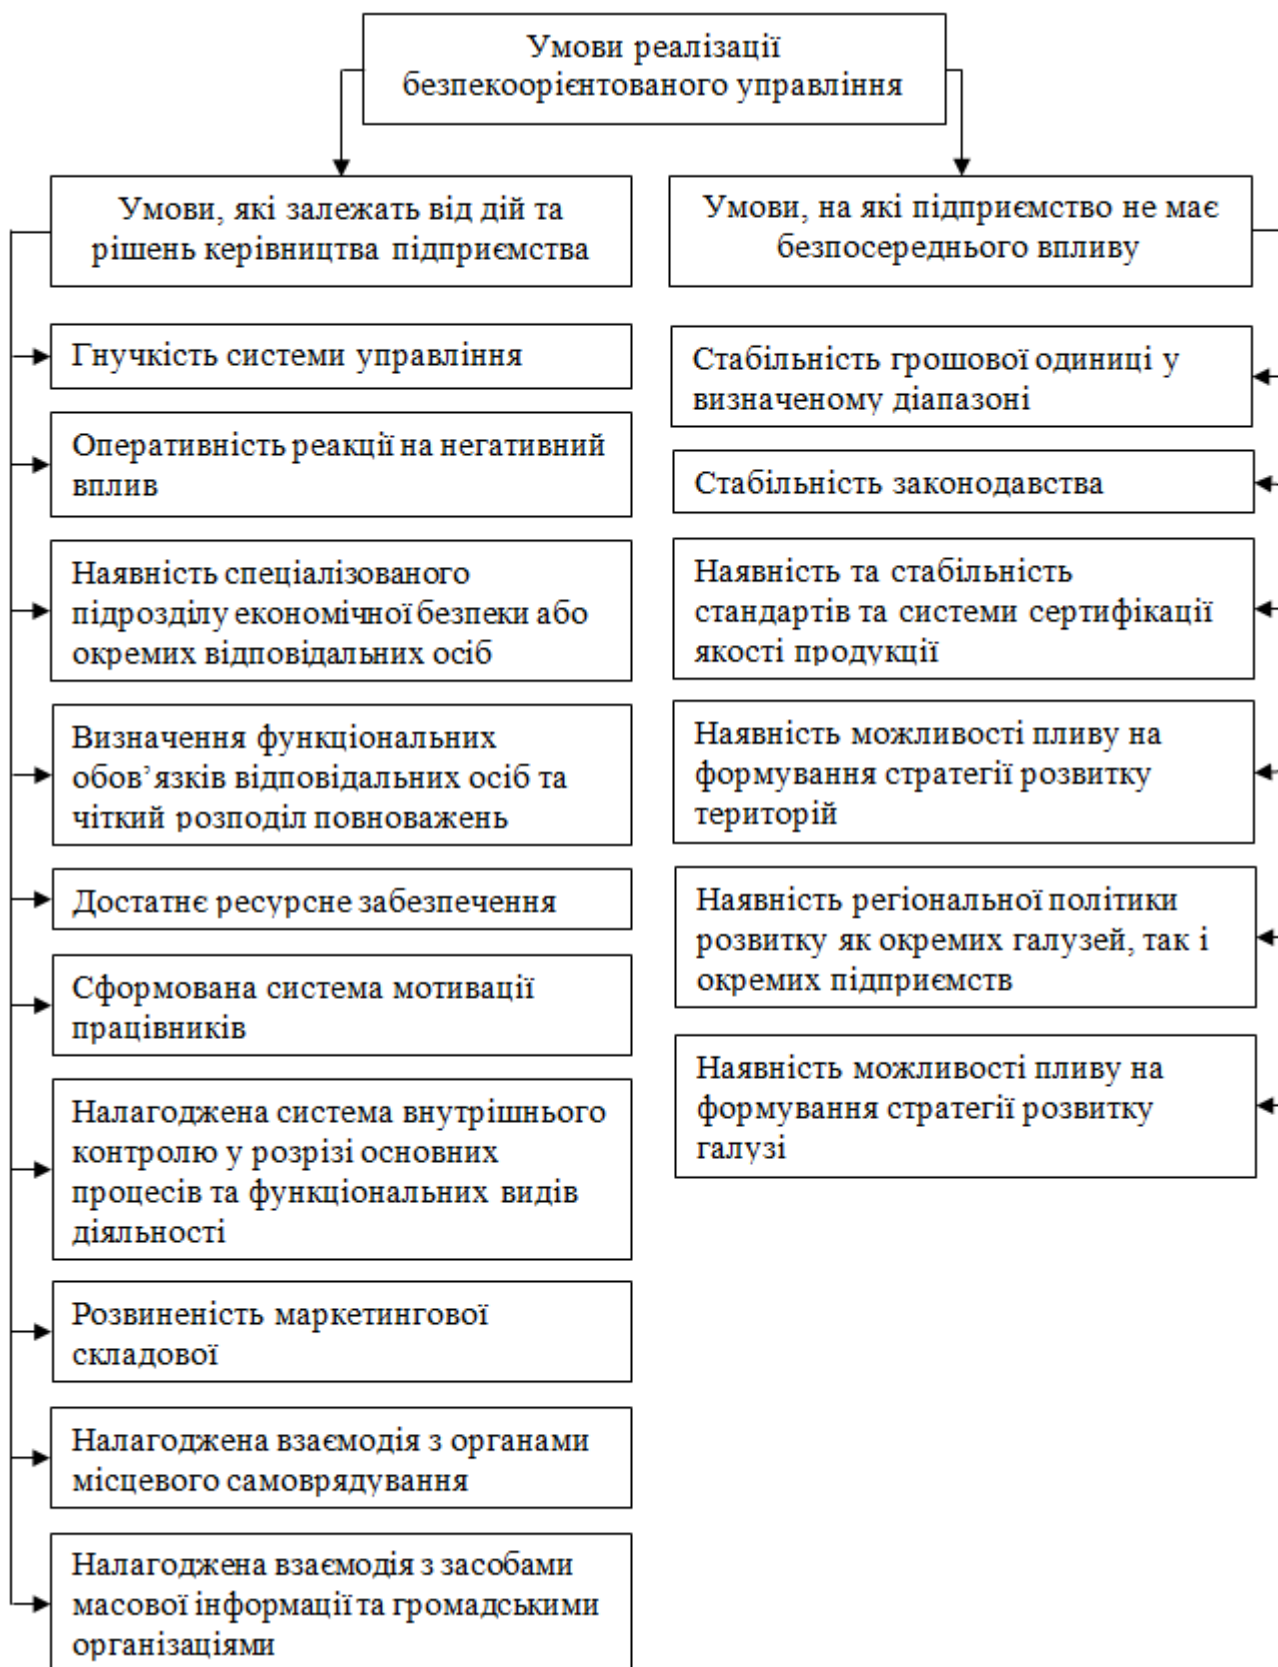 Умови реалізації
безпекоорієнтованого управління
Умови, які залежать від дій та
рішень керівництва підприємства
Гнучкість системи управління
Оперативність реакції на негативний
вплив
Наявність спеціалізованого
підрозділу економічної безпеки або
окремих відповідальних осіб
Визначення функціональних
обов’язків відповідальних осіб та
чіткий розподіл повноважень
Достатнє ресурсне забезпечення
Сформована система мотивації
працівників
Налагоджена система внутрішнього
контролю у розрізі основних
процесів та функціональних видів
діяльності
Розвиненість маркетингової
складової
Налагоджена взаємодія з органами
місцевого самоврядування
Налагоджена взаємодія з засобами
масової інформації та громадськими
організаціями
Умови, на які підприємство не має
безпосереднього впливу
Стабільність грошової одиниці у
визначеному діапазоні
Стабільність законодавства
Наявність та стабільність
стандартів та системи сертифікації
якості продукції
Наявність можливості пливу на
формування стратегії розвитку
територій
Наявність регіональної політики
розвитку як окремих галузей, так і
окремих підприємств
Наявність можливості пливу на
формування стратегії розвитку
галузі